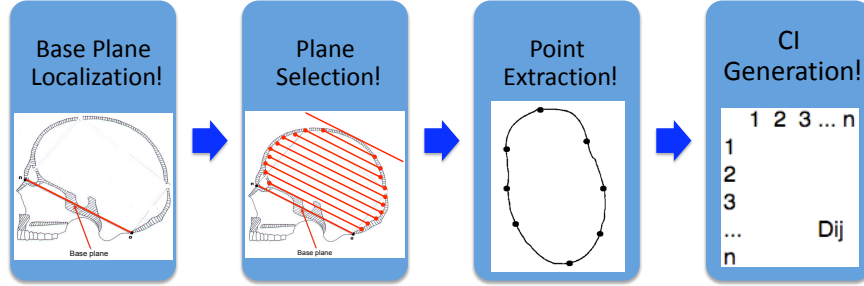 Base Plane
Localization!
n
o
Base plane
Plane
Selection!
n
o
Base plane
Point
Extraction!
CI
Generation!
1 2 3 ... n
1
2
3
... Dij
n